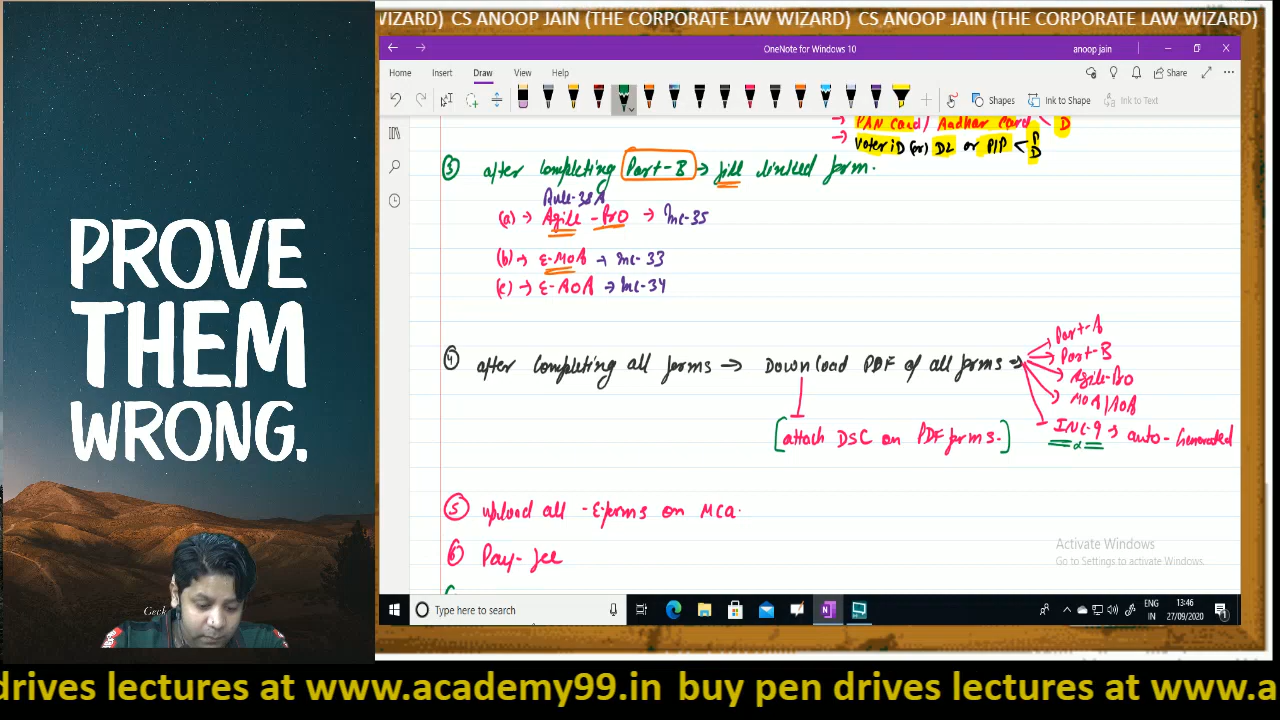 WIZARD) CS ANOOP JAIN (THE CORPORATE LAW WIZARD) CS ANOOP JAIN (THE CORPORATE LAW WIZARD)
OneNote for Windows 10
anoop jain
Home Insert Draw View Help
Share
Shapes
Ink to Shape
Ink to Text
→ PAN Card / Aadhar Card < D
→ Voter iD (or) DL or P/P < P D
③ after completing Part-B → fill linked form.
Rule-38A
(a) → Agile - PrO → Inc-35
(b) → E-MOA → Inc-33
(c) → E-AOA → Inc-34
④ after completing all forms → Download PDF of all forms →
Part-A
Part-B
Agile-Pro
MOA/AOA
INC-9 → auto-Generated
[attach DSC on PDF forms.]
⑤ upload all -E-forms on MCA.
⑥ Pay-fee
PROVE
THEM
WRONG.
Activate Windows
Go to Settings to activate Windows.
Type here to search
ENG
IN
13:46
27/09/2020
drives lectures at www.academy99.in buy pen drives lectures at www.a